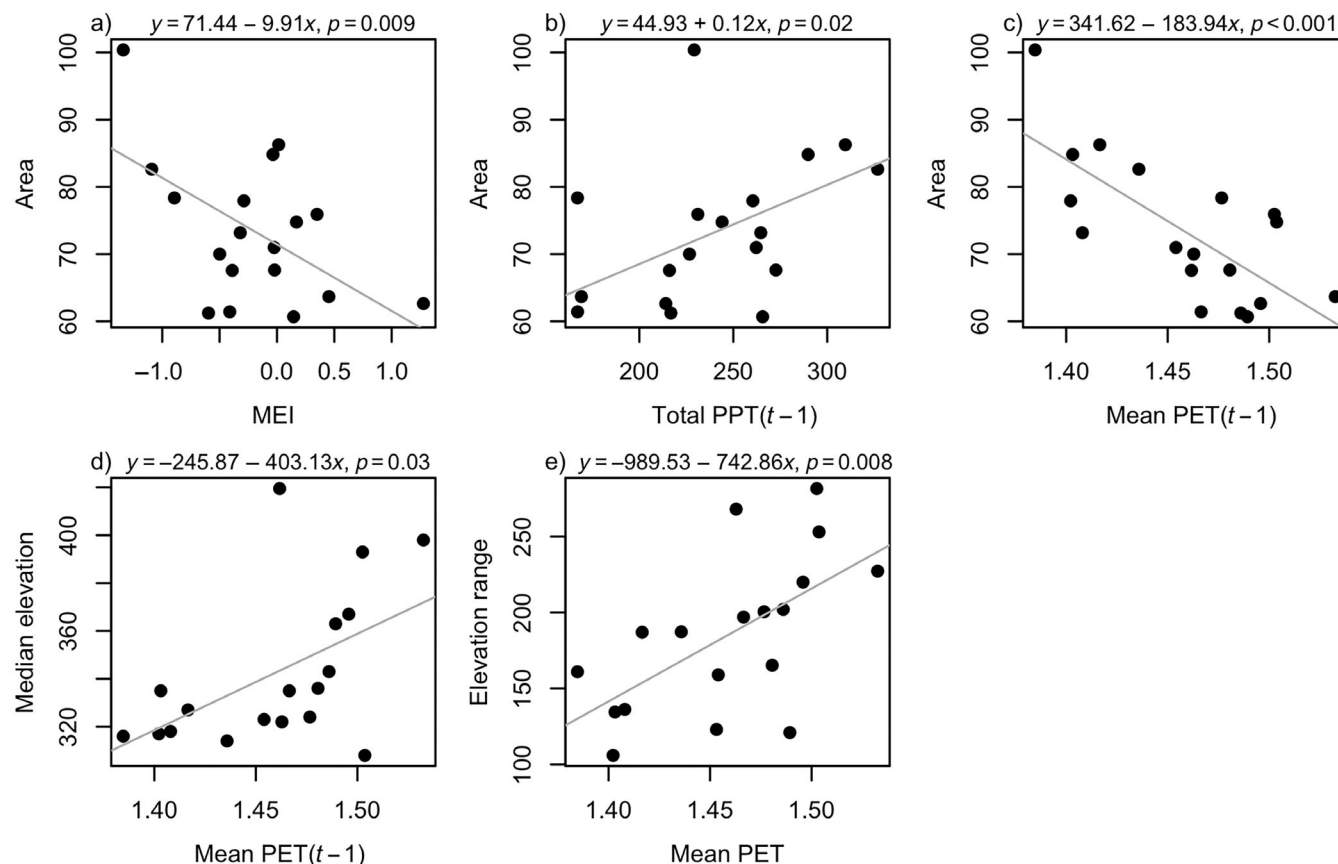 a) y = 71.44 – 9.91x, p = 0.009
100
90
80
70
60
Area
–1.0 0.0 0.5 1.0
MEI
b) y = 44.93 + 0.12x, p = 0.02
100
90
80
70
60
Area
200 250 300
Total PPT(t – 1)
c) y = 341.62 – 183.94x, p < 0.001
100
90
80
70
60
Area
1.40 1.45 1.50
Mean PET(t – 1)
d) y = –245.87 – 403.13x, p = 0.03
400
360
320
Median elevation
1.40 1.45 1.50
Mean PET(t – 1)
e) y = –989.53 – 742.86x, p = 0.008
250
200
150
100
Elevation range
1.40 1.45 1.50
Mean PET